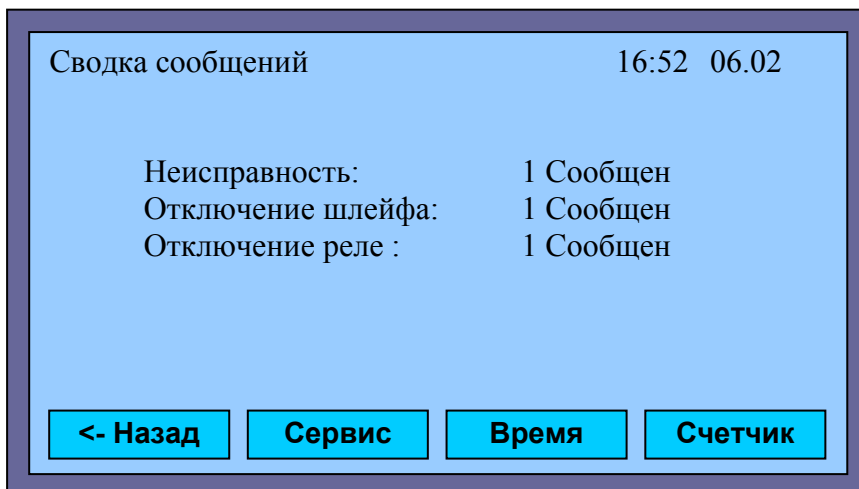 Сводка сообщений 16:52 06.02
Неисправность: 1 Сообщен
Отключение шлейфа: 1 Сообщен
Отключение реле : 1 Сообщен
<- Назад Сервис Время Счетчик